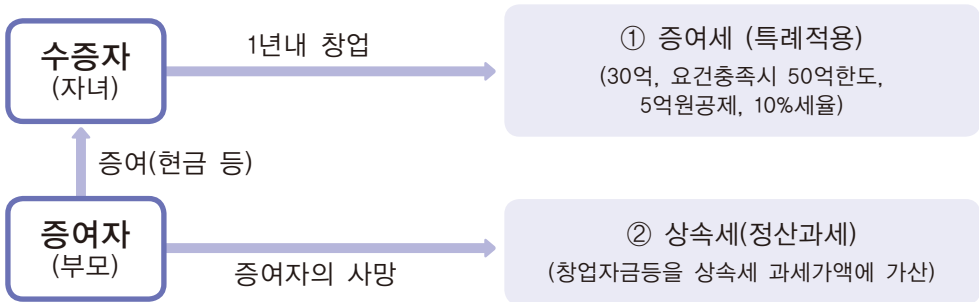 수증자
(자녀)
1년내 창업
① 증여세 (특례적용)
(30억, 요건충족시 50억한도,
5억원공제, 10%세율)
증여(현금 등)
증여자
(부모)
증여자의 사망
② 상속세(정산과세)
(창업자금등을 상속세 과세가액에 가산)